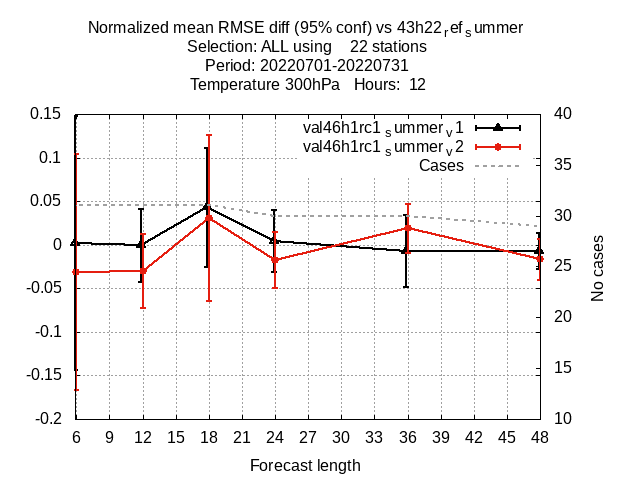 Normalized mean RMSE diff (95% conf) vs 43h22ᵣefₛummer
Selection: ALL using    22 stations
Period: 20220701-20220731
Temperature 300hPa   Hours:  12
val46h1rc1ₛummerᵥ1
val46h1rc1ₛummerᵥ2
Cases
0.15
0.1
0.05
0
-0.05
-0.1
-0.15
-0.2
40
35
30
25
20
15
10
No cases
6 9 12 15 18 21 24 27 30 33 36 39 42 45 48
Forecast length